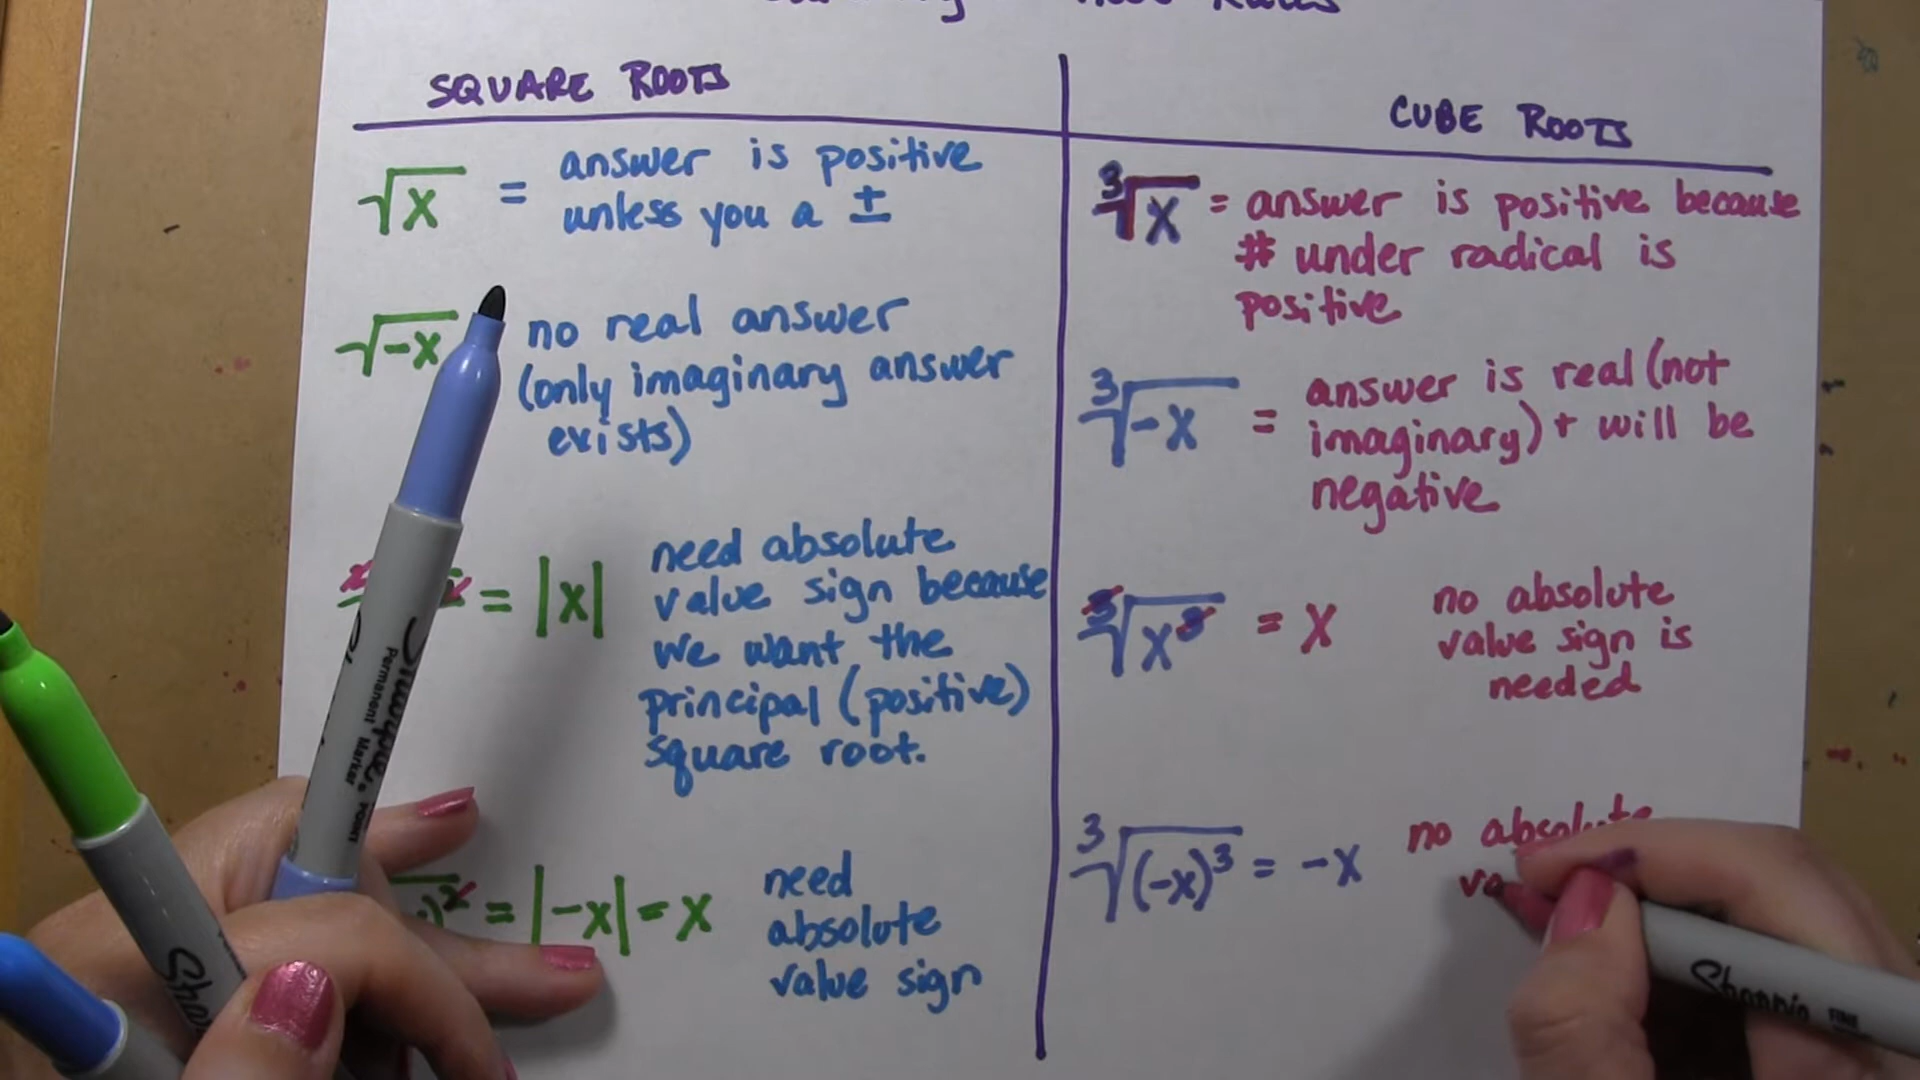 SQUARE ROOTS
√x = answer is positive
unless you a ±
√-x no real answer
(only imaginary answer
exists)
= |x| need absolute
value sign because
we want the
principal (positive)
square root.
= |-x| = x need
absolute
value sign
CUBE ROOTS
∛x = answer is positive because
# under radical is
positive
∛-x = answer is real (not
imaginary) + will be
negative
∛x³ = x no absolute
value sign is
needed
∛(-x)³ = -x no absolute
Sharpie
Permanent Marker